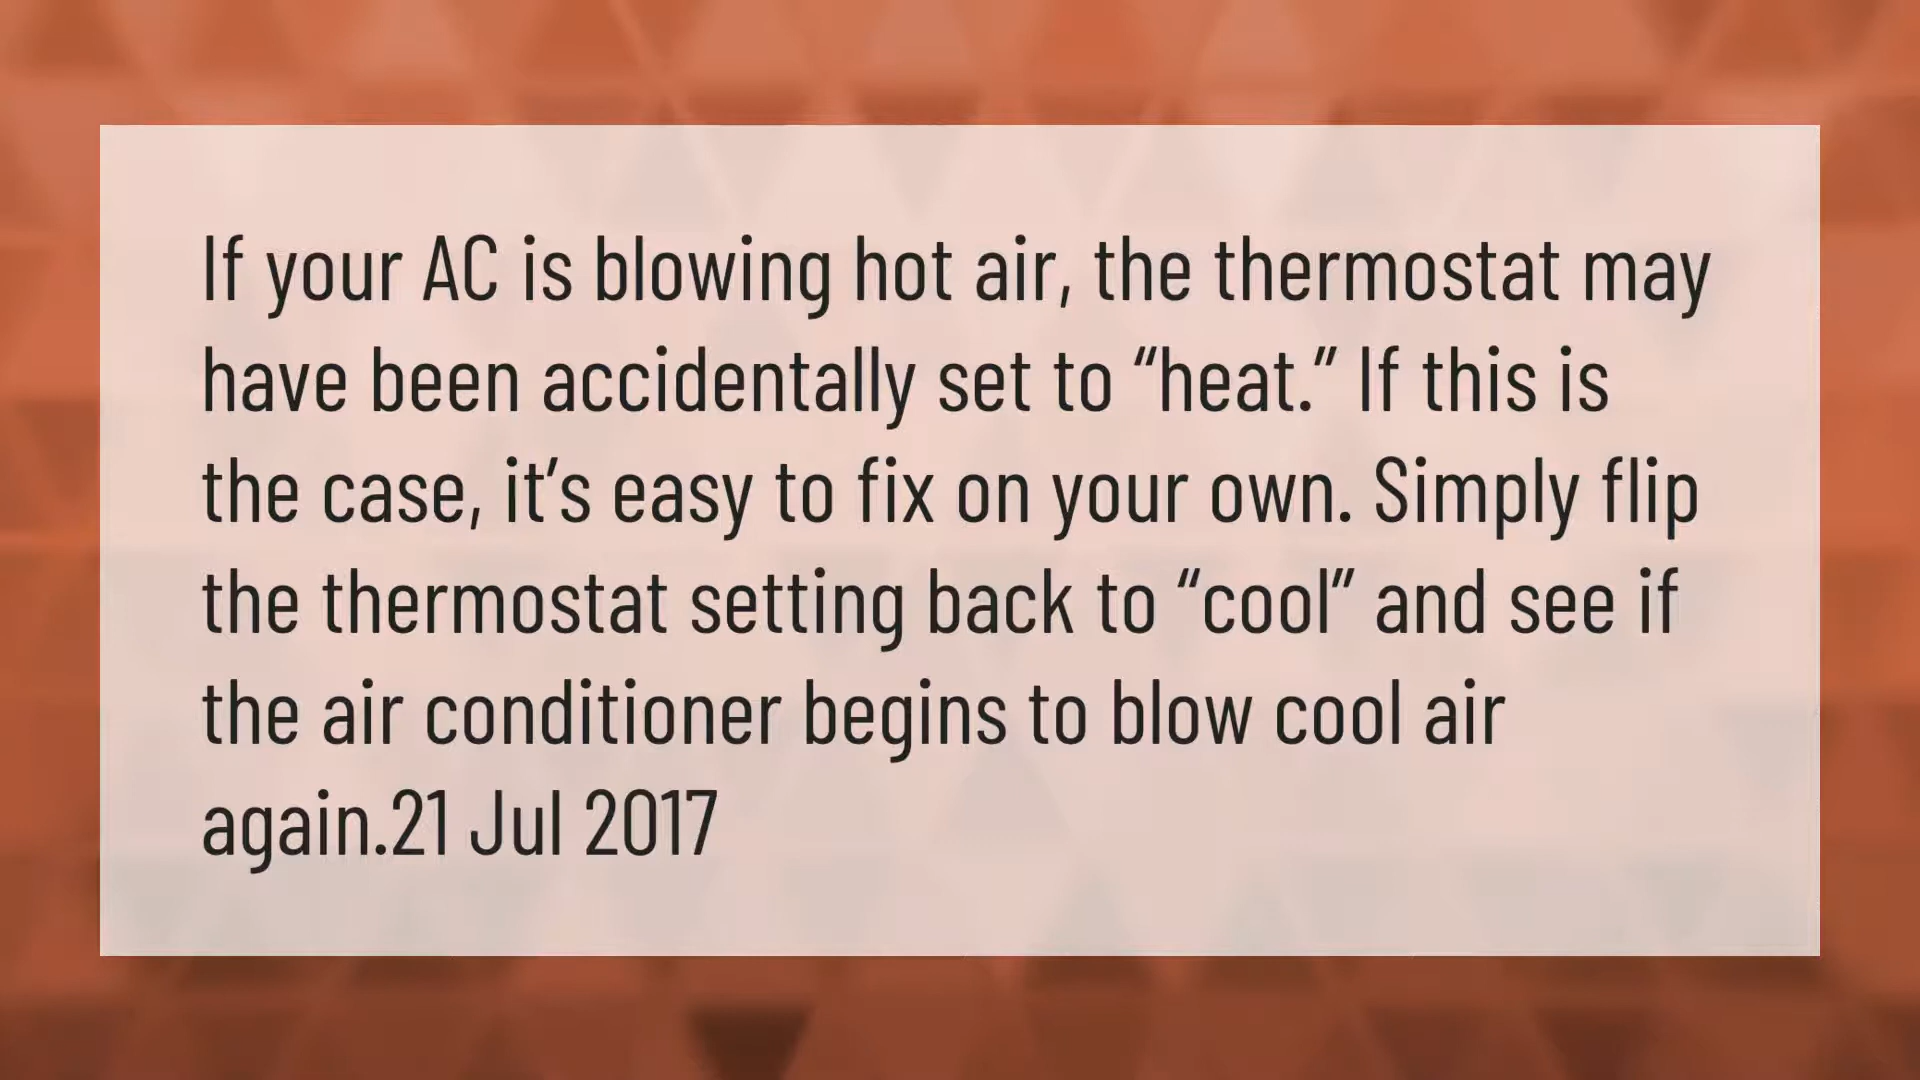 If your AC is blowing hot air, the thermostat may
have been accidentally set to “heat.” If this is
the case, it’s easy to fix on your own. Simply flip
the thermostat setting back to “cool” and see if
the air conditioner begins to blow cool air
again.21 Jul 2017